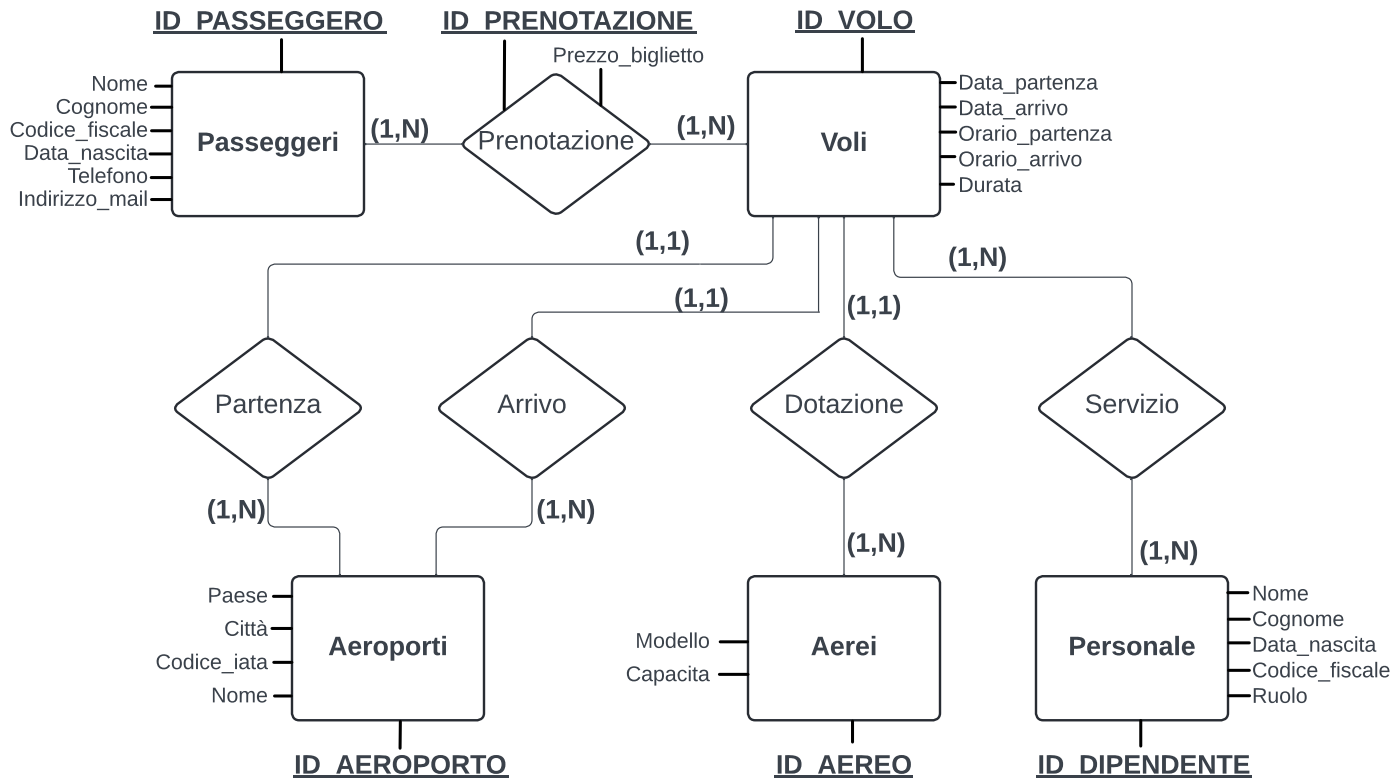 ID_PASSEGGERO
ID_PRENOTAZIONE
ID_VOLO
Prezzo_biglietto
Nome
Cognome
Codice_fiscale
Data_nascita
Telefono
Indirizzo_mail
Passeggeri
(1,N)
Prenotazione
(1,N)
Voli
Data_partenza
Data_arrivo
Orario_partenza
Orario_arrivo
Durata
(1,1)
(1,1)
(1,1)
(1,N)
Partenza
Arrivo
Dotazione
Servizio
(1,N)
(1,N)
(1,N)
(1,N)
Paese
Città
Codice_iata
Nome
Aeroporti
Modello
Capacita
Aerei
Personale
Nome
Cognome
Data_nascita
Codice_fiscale
Ruolo
ID_AEROPORTO
ID_AEREO
ID_DIPENDENTE